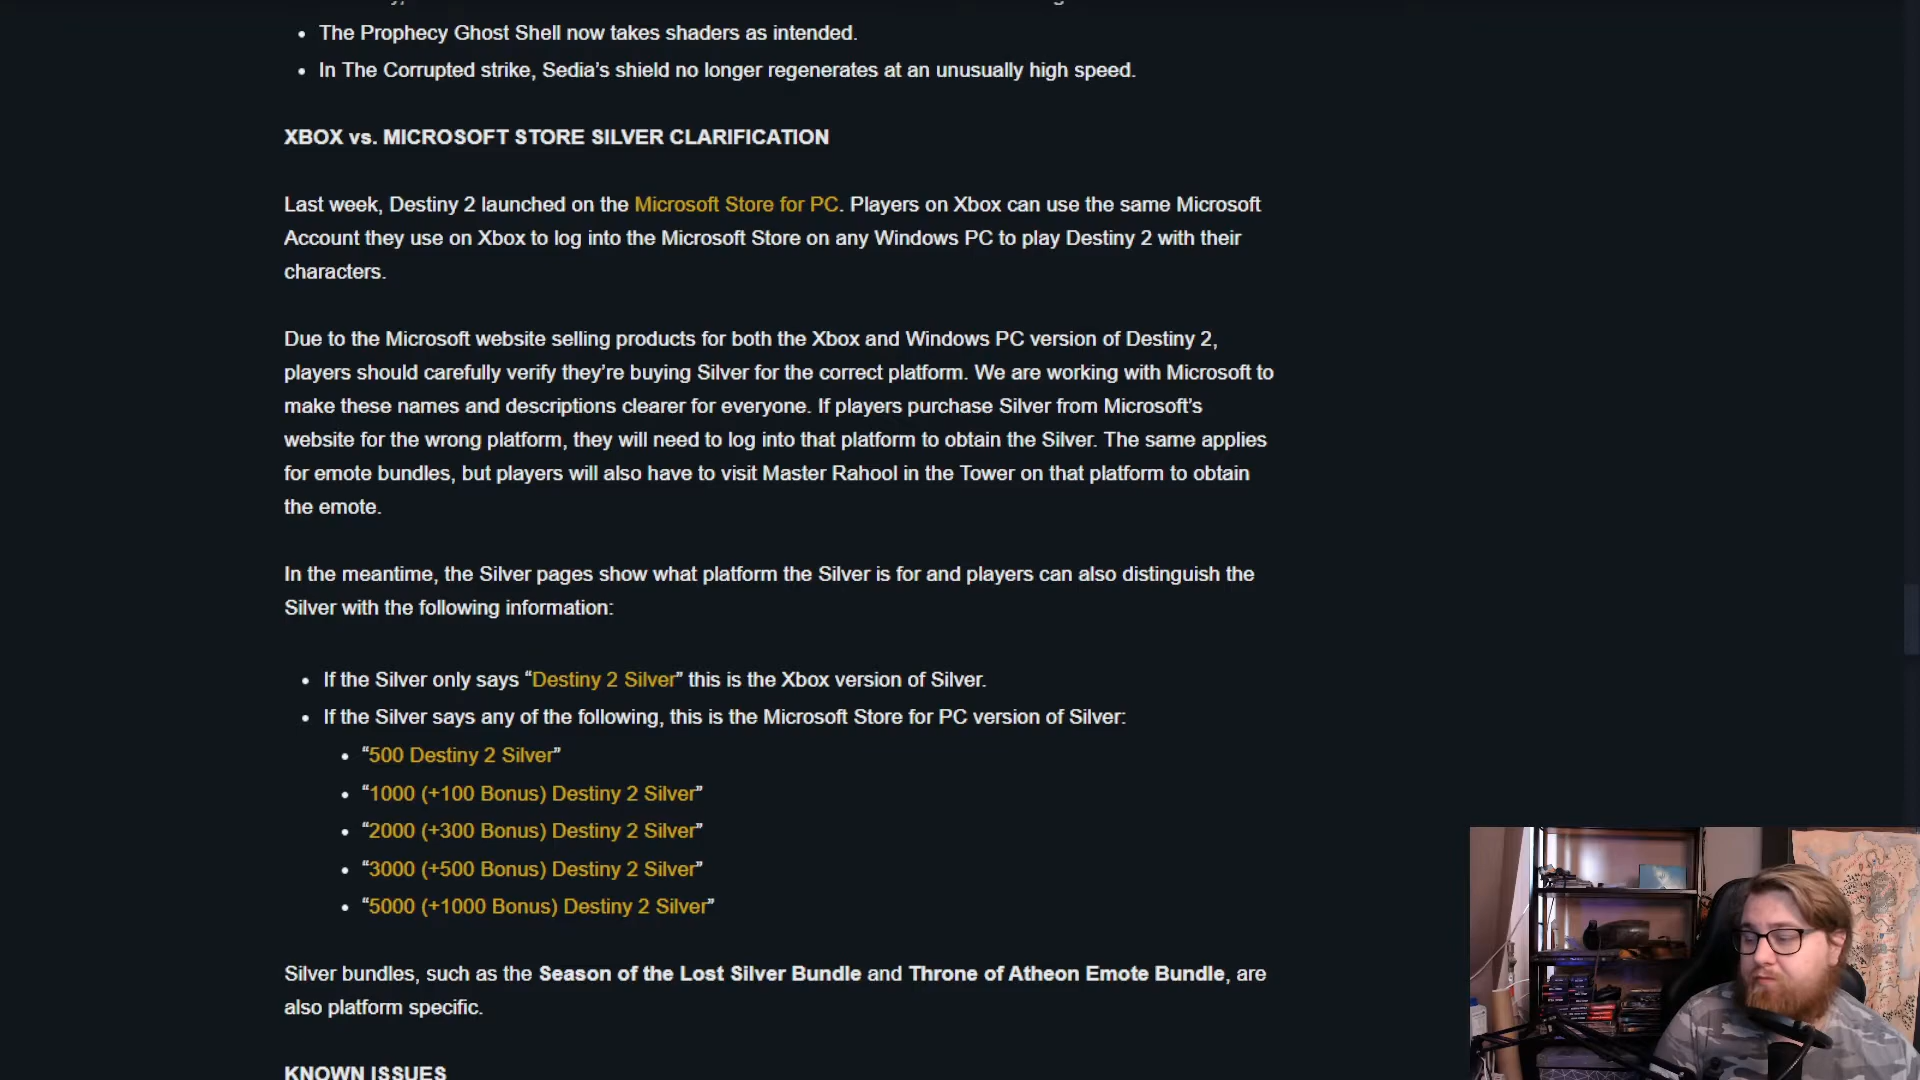 • The Prophecy Ghost Shell now takes shaders as intended.
• In The Corrupted strike, Sedia’s shield no longer regenerates at an unusually high speed.
XBOX vs. MICROSOFT STORE SILVER CLARIFICATION
Last week, Destiny 2 launched on the Microsoft Store for PC. Players on Xbox can use the same Microsoft
Account they use on Xbox to log into the Microsoft Store on any Windows PC to play Destiny 2 with their
characters.
Due to the Microsoft website selling products for both the Xbox and Windows PC version of Destiny 2,
players should carefully verify they’re buying Silver for the correct platform. We are working with Microsoft to
make these names and descriptions clearer for everyone. If players purchase Silver from Microsoft’s
website for the wrong platform, they will need to log into that platform to obtain the Silver. The same applies
for emote bundles, but players will also have to visit Master Rahool in the Tower on that platform to obtain
the emote.
In the meantime, the Silver pages show what platform the Silver is for and players can also distinguish the
Silver with the following information:
• If the Silver only says “Destiny 2 Silver” this is the Xbox version of Silver.
• If the Silver says any of the following, this is the Microsoft Store for PC version of Silver:
• “500 Destiny 2 Silver”
• “1000 (+100 Bonus) Destiny 2 Silver”
• “2000 (+300 Bonus) Destiny 2 Silver”
• “3000 (+500 Bonus) Destiny 2 Silver”
• “5000 (+1000 Bonus) Destiny 2 Silver”
Silver bundles, such as the Season of the Lost Silver Bundle and Throne of Atheon Emote Bundle, are
also platform specific.
KNOWN ISSUES